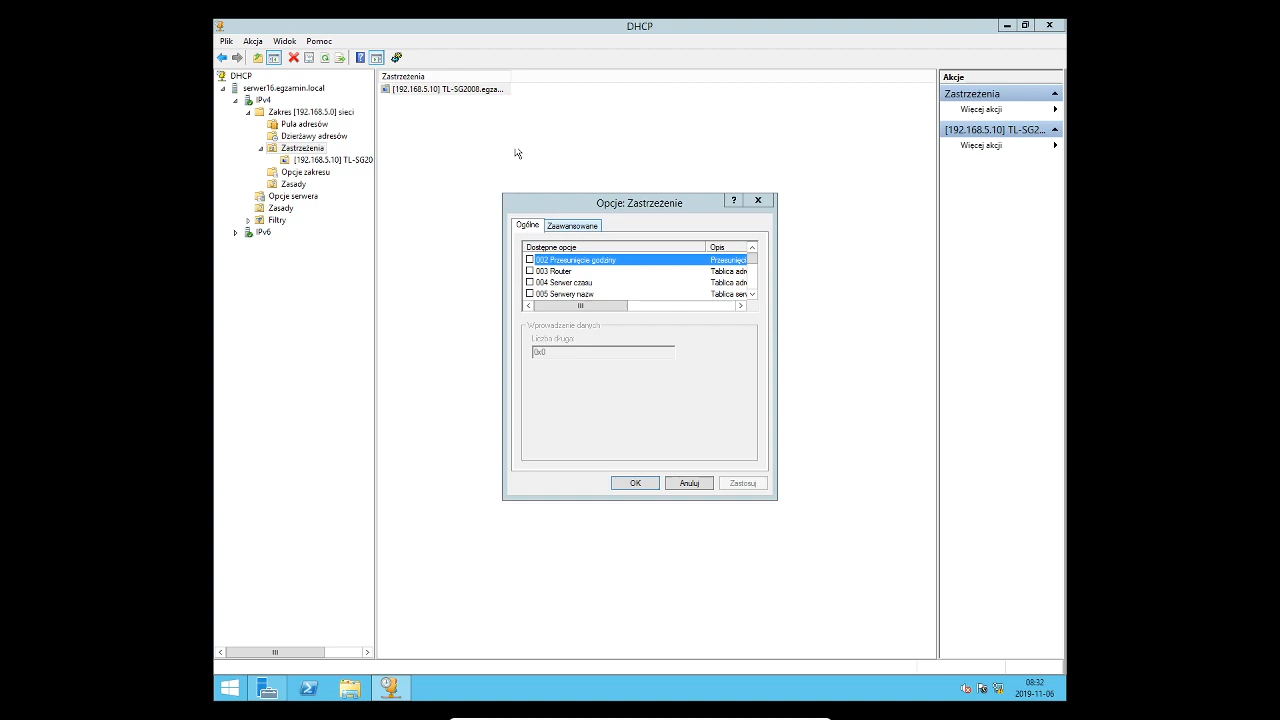 DHCP
Plik Akcja Widok Pomoc
DHCP
serwer16.egzamin.local
IPv4
Zakres [192.168.5.0] sieci
Pula adresów
Dzierżawy adresów
Zastrzeżenia
[192.168.5.10] TL-SG20
Opcje zakresu
Zasady
Opcje serwera
Zasady
Filtry
IPv6
Zastrzeżenia
[192.168.5.10] TL-SG2008.egza...
Akcje
Zastrzeżenia
Więcej akcji
[192.168.5.10] TL-SG2...
Więcej akcji
Opcje: Zastrzeżenie
Ogólne Zaawansowane
Dostępne opcje Opis
002 Przesunięcie godziny Przesunięci
003 Router Tablica adre
004 Serwer czasu Tablica adre
005 Serwery nazw Tablica serv
Wprowadzanie danych
Liczba długa:
0x0
OK Anuluj Zastosuj
08:32
2019-11-06